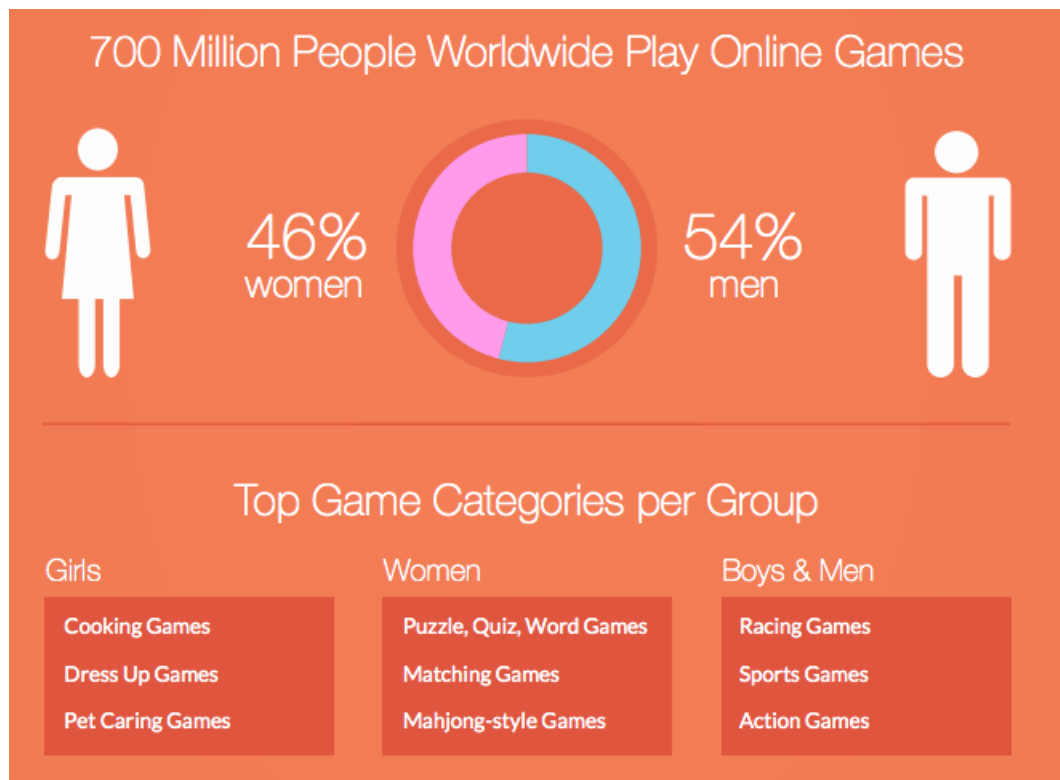 700 Million People Worldwide Play Online Games
46%
women
54%
men
Top Game Categories per Group
Girls
Cooking Games
Dress Up Games
Pet Caring Games
Women
Puzzle, Quiz, Word Games
Matching Games
Mahjong-style Games
Boys & Men
Racing Games
Sports Games
Action Games